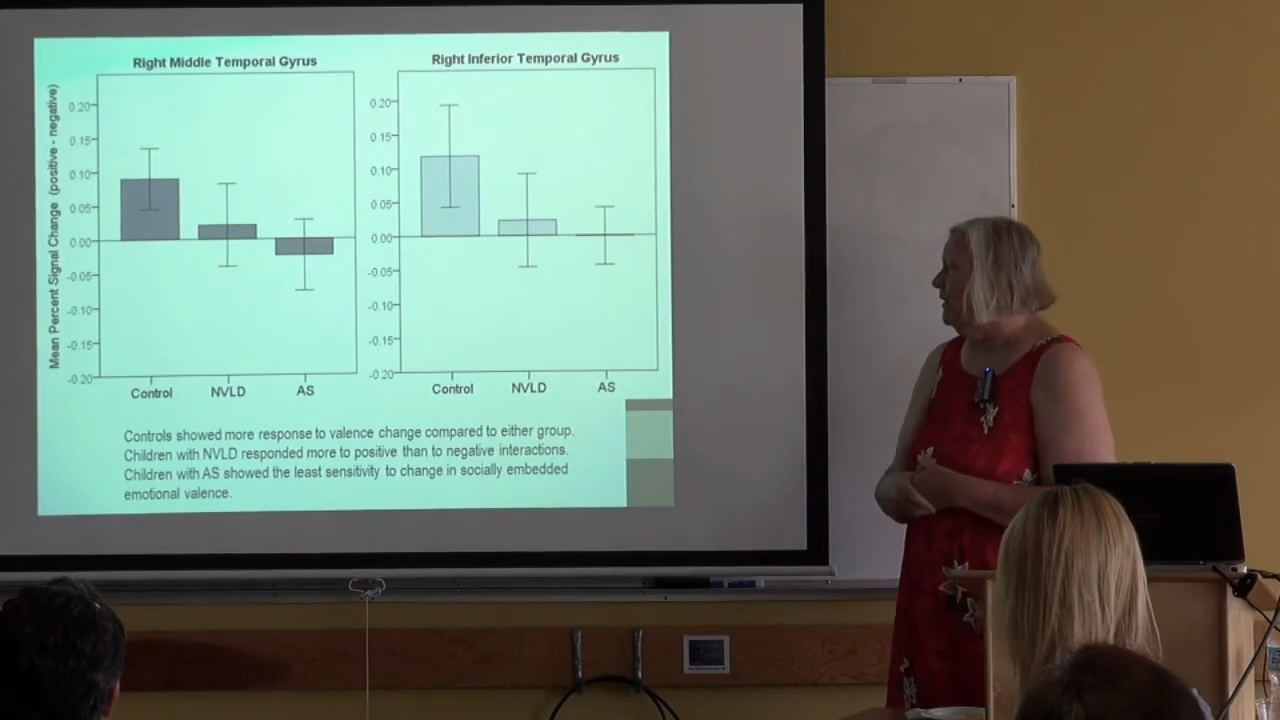 Right Middle Temporal Gyrus
Right Inferior Temporal Gyrus
Mean Percent Signal Change (positive - negative)
0.20
0.15
0.10
0.05
0.00
-0.05
-0.10
-0.15
-0.20
0.20
0.15
0.10
0.05
0.00
-0.05
-0.10
-0.15
-0.20
Control NVLD AS
Control NVLD AS
Controls showed more response to valence change compared to either group.
Children with NVLD responded more to positive than to negative interactions.
Children with AS showed the least sensitivity to change in socially embedded
emotional valence.